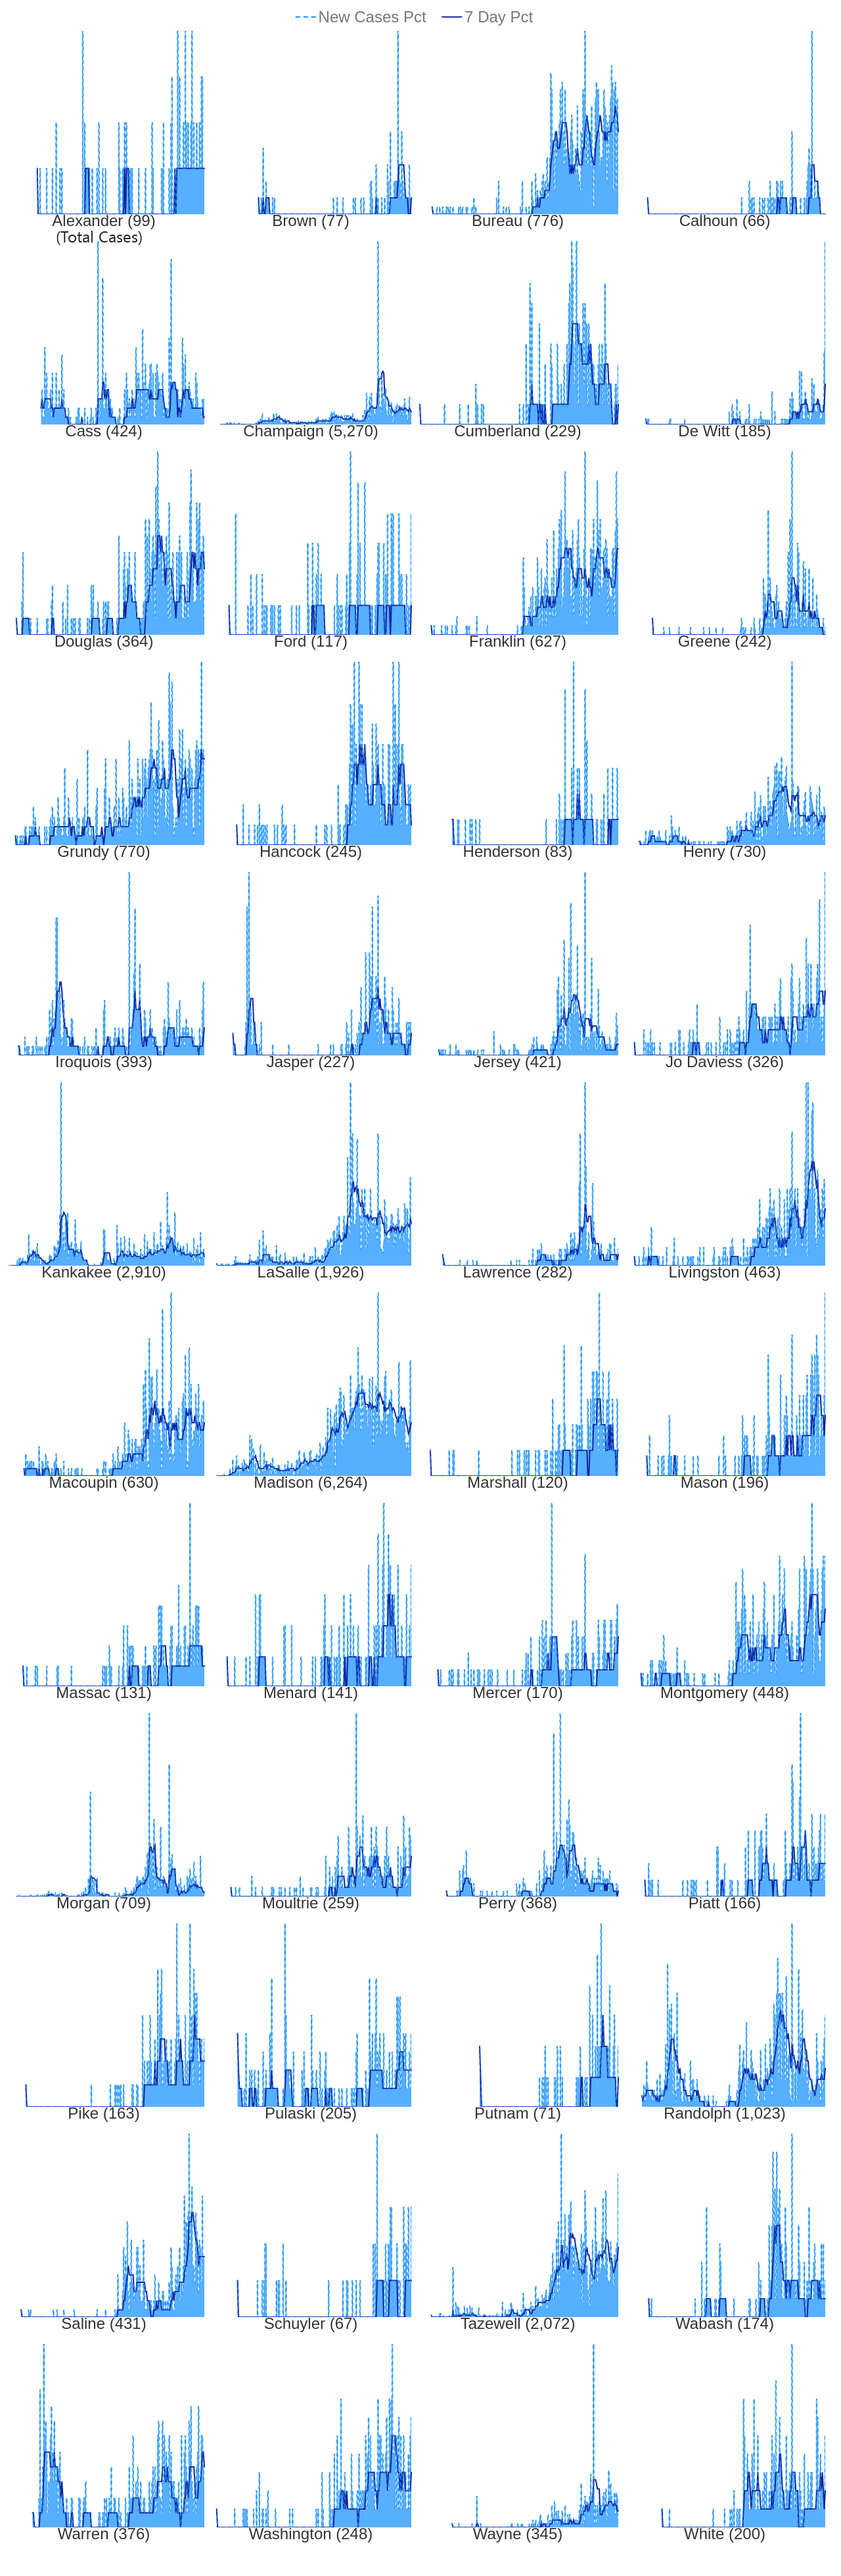 New Cases Pct 7 Day Pct
Alexander (99) Brown (77) Bureau (776) Calhoun (66)
(Total Cases)
Cass (424) Champaign (5,270) Cumberland (229) De Witt (185)
Douglas (364) Ford (117) Franklin (627) Greene (242)
Grundy (770) Hancock (245) Henderson (83) Henry (730)
Iroquois (393) Jasper (227) Jersey (421) Jo Daviess (326)
Kankakee (2,910) LaSalle (1,926) Lawrence (282) Livingston (463)
Macoupin (630) Madison (6,264) Marshall (120) Mason (196)
Massac (131) Menard (141) Mercer (170) Montgomery (448)
Morgan (709) Moultrie (259) Perry (368) Piatt (166)
Pike (163) Pulaski (205) Putnam (71) Randolph (1,023)
Saline (431) Schuyler (67) Tazewell (2,072) Wabash (174)
Warren (376) Washington (248) Wayne (345) White (200)